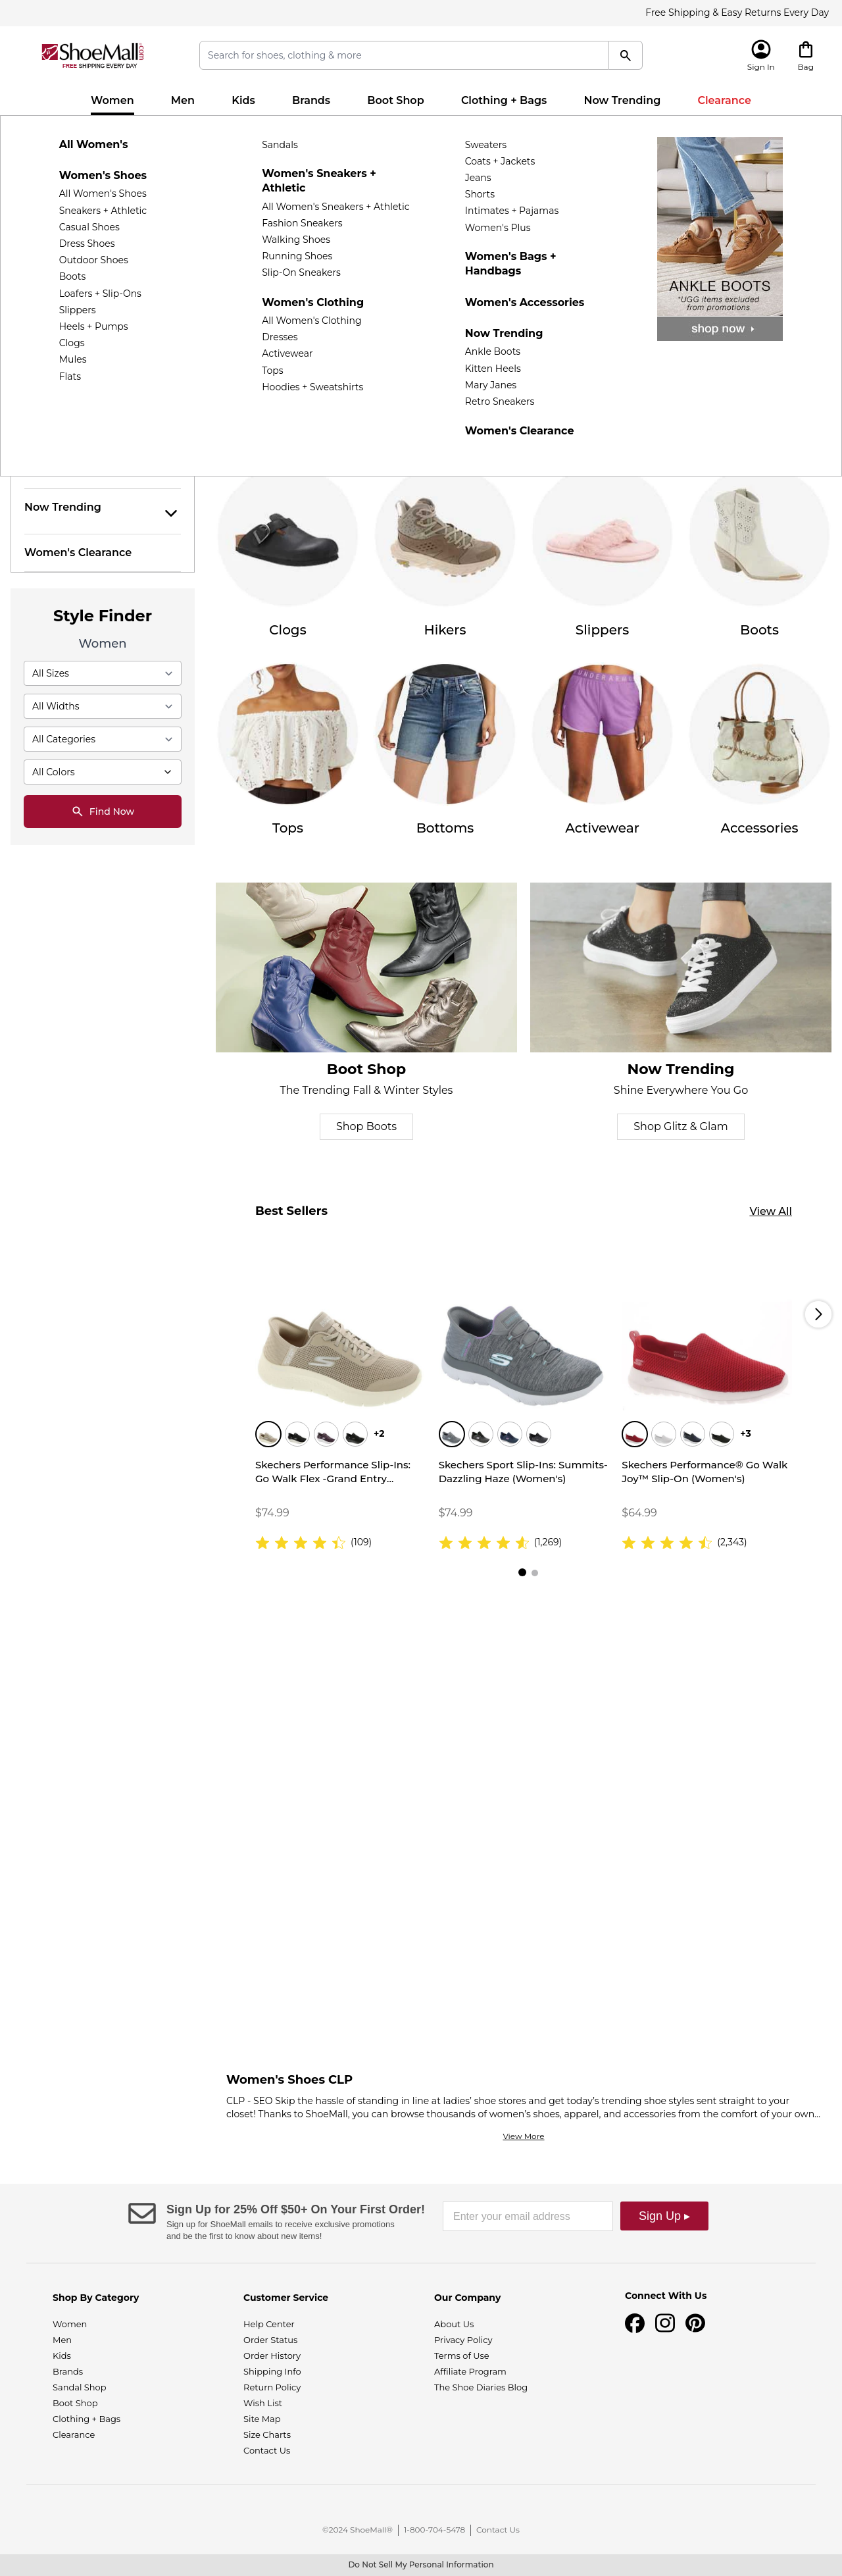 Free Shipping & Easy Returns Every Day
ShoeMall.com
FREE SHIPPING EVERY DAY
Search for shoes, clothing & more
Sign In
Bag
Women
Men
Kids
Brands
Boot Shop
Clothing + Bags
Now Trending
Clearance
All Women's
Women's Shoes
All Women's Shoes
Sneakers + Athletic
Casual Shoes
Dress Shoes
Outdoor Shoes
Boots
Loafers + Slip-Ons
Slippers
Heels + Pumps
Clogs
Mules
Flats
Sandals
Women's Sneakers +
Athletic
All Women's Sneakers + Athletic
Fashion Sneakers
Walking Shoes
Running Shoes
Slip-On Sneakers
Women's Clothing
All Women's Clothing
Dresses
Activewear
Tops
Hoodies + Sweatshirts
Sweaters
Coats + Jackets
Jeans
Shorts
Intimates + Pajamas
Women's Plus
Women's Bags +
Handbags
Women's Accessories
Now Trending
Ankle Boots
Kitten Heels
Mary Janes
Retro Sneakers
Women's Clearance
ANKLE BOOTS
*UGG items excluded
from promotions
shop now
Now Trending
Women's Clearance
Style Finder
Women
All Sizes
All Widths
All Categories
All Colors
Find Now
Clogs
Hikers
Slippers
Boots
Tops
Bottoms
Activewear
Accessories
Boot Shop
The Trending Fall & Winter Styles
Shop Boots
Now Trending
Shine Everywhere You Go
Shop Glitz & Glam
Best Sellers
View All
+2
Skechers Performance Slip-Ins:
Go Walk Flex -Grand Entry...
$74.99
(109)
Skechers Sport Slip-Ins: Summits-
Dazzling Haze (Women's)
$74.99
(1,269)
+3
Skechers Performance® Go Walk
Joy™ Slip-On (Women's)
$64.99
(2,343)
Women's Shoes CLP
CLP - SEO Skip the hassle of standing in line at ladies’ shoe stores and get today’s trending shoe styles sent straight to your
closet! Thanks to ShoeMall, you can browse thousands of women’s shoes, apparel, and accessories from the comfort of your own...
View More
Sign Up for 25% Off $50+ On Your First Order!
Sign up for ShoeMall emails to receive exclusive promotions
and be the first to know about new items!
Enter your email address
Sign Up ▸
Shop By Category
Women
Men
Kids
Brands
Sandal Shop
Boot Shop
Clothing + Bags
Clearance
Customer Service
Help Center
Order Status
Order History
Shipping Info
Return Policy
Wish List
Site Map
Size Charts
Contact Us
Our Company
About Us
Privacy Policy
Terms of Use
Affiliate Program
The Shoe Diaries Blog
Connect With Us
©2024 ShoeMall®
1-800-704-5478
Contact Us
Do Not Sell My Personal Information